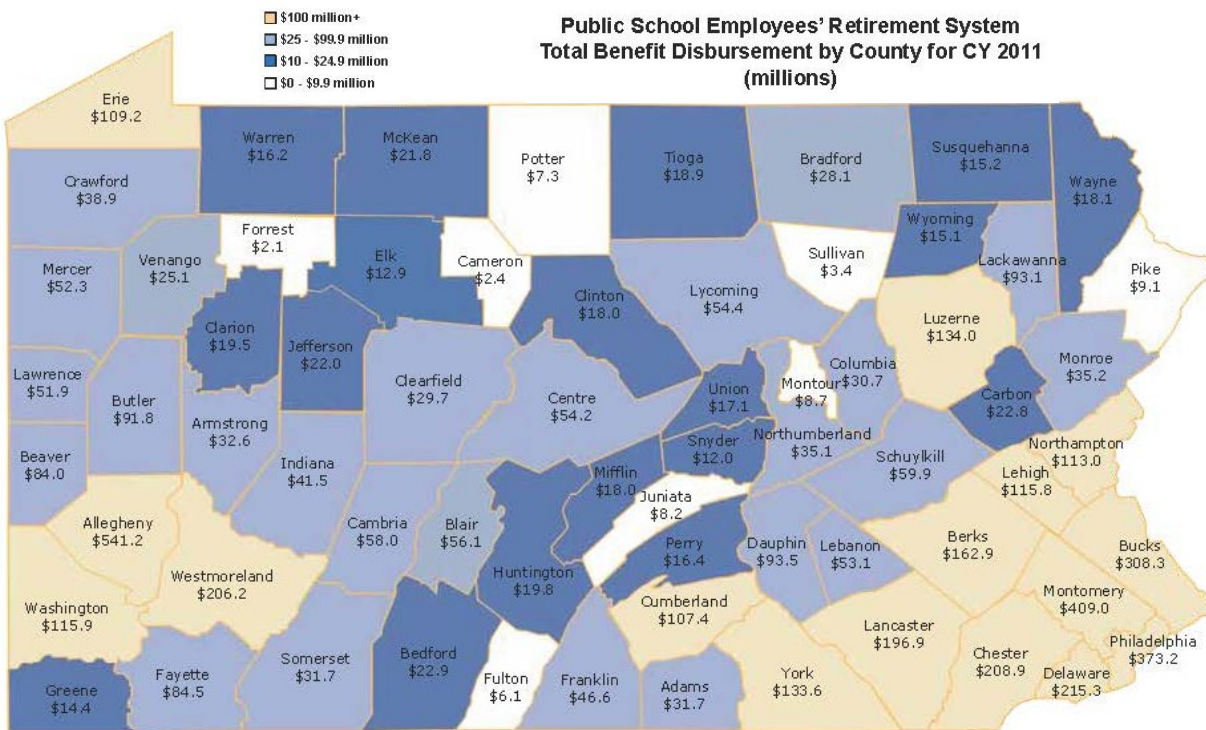 $100 million+
$25 - $99.9 million
$10 - $24.9 million
$0 - $9.9 million
Public School Employees' Retirement System
Total Benefit Disbursement by County for CY 2011
(millions)
Erie
$109.2
Warren
$16.2
McKean
$21.8
Potter
$7.3
Tioga
$18.9
Bradford
$28.1
Susquehanna
$15.2
Wayne
$18.1
Crawford
$38.9
Forrest
$2.1
Venango
$25.1
Elk
$12.9
Cameron
$2.4
Sullivan
$3.4
Wyoming
$15.1
Lackawanna
$93.1
Pike
$9.1
Mercer
$52.3
Clarion
$19.5
Jefferson
$22.0
Clinton
$18.0
Lycoming
$54.4
Luzerne
$134.0
Lawrence
$51.9
Butler
$91.8
Armstrong
$32.6
Clearfield
$29.7
Centre
$54.2
Union
$17.1
Montour
$8.7
Columbia
$30.7
Carbon
$22.8
Monroe
$35.2
Beaver
$84.0
Indiana
$41.5
Snyder
$12.0
Northumberland
$35.1
Schuylkill
$59.9
Northampton
$113.0
Lehigh
$115.8
Allegheny
$541.2
Cambria
$58.0
Blair
$56.1
Mifflin
$18.0
Juniata
$8.2
Perry
$16.4
Dauphin
$93.5
Lebanon
$53.1
Berks
$162.9
Bucks
$308.3
Westmoreland
$206.2
Huntington
$19.8
Cumberland
$107.4
Montomery
$409.0
Washington
$115.9
Lancaster
$196.9
Philadelphia
$373.2
Greene
$14.4
Fayette
$84.5
Somerset
$31.7
Bedford
$22.9
Fulton
$6.1
Franklin
$46.6
Adams
$31.7
York
$133.6
Chester
$208.9
Delaware
$215.3